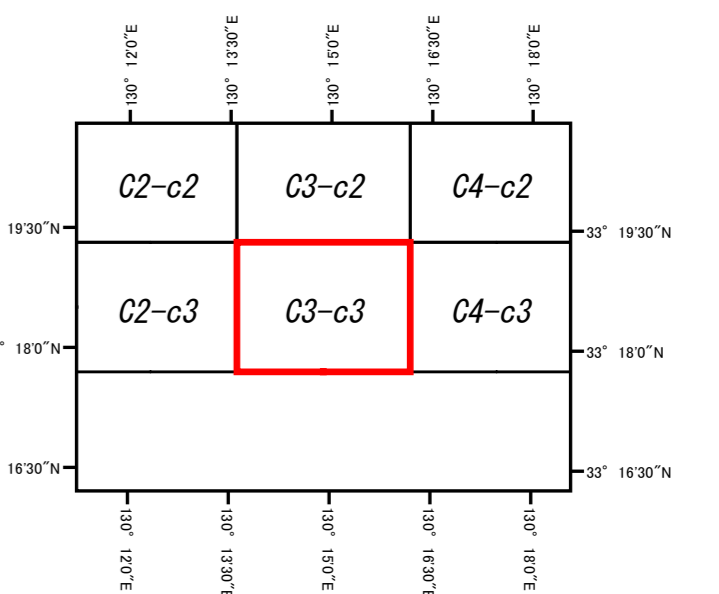 130° 12'0"E
130° 13'30"E
130° 15'0"E
130° 16'30"E
130° 18'0"E
C2-c2
C3-c2
C4-c2
19'30"N
33° 19'30"N
C2-c3
C3-c3
C4-c3
° 18'0"N
33° 18'0"N
16'30"N
33° 16'30"N
130° 12'0"E
130° 13'30"E
130° 15'0"E
130° 16'30"E
130° 18'0"E